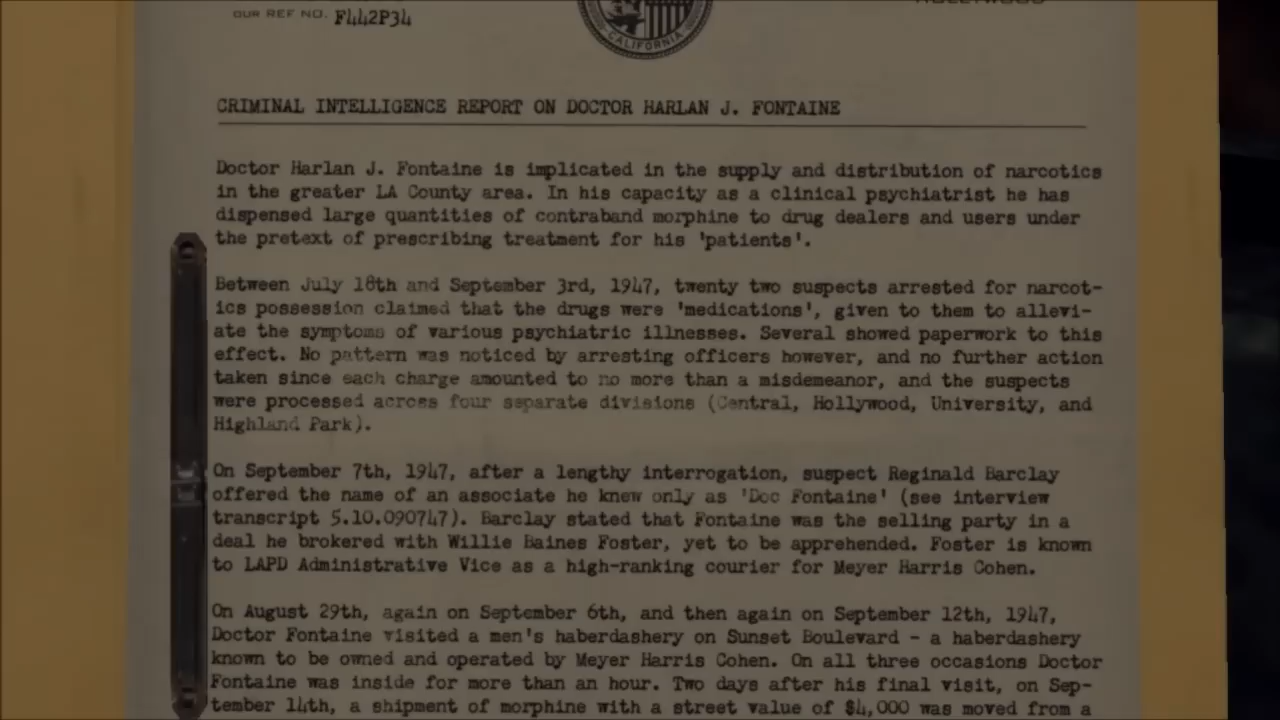 OUR REF NO. F442P34
CALIFORNIA
HOLLYWOOD
CRIMINAL INTELLIGENCE REPORT ON DOCTOR HARLAN J. FONTAINE
Doctor Harlan J. Fontaine is implicated in the supply and distribution of narcotics
in the greater LA County area. In his capacity as a clinical psychiatrist he has
dispensed large quantities of contraband morphine to drug dealers and users under
the pretext of prescribing treatment for his 'patients'.
Between July 18th and September 3rd, 1947, twenty two suspects arrested for narcot-
ics possession claimed that the drugs were 'medications', given to them to allevi-
ate the symptoms of various psychiatric illnesses. Several showed paperwork to this
effect. No pattern was noticed by arresting officers however, and no further action
taken since each charge amounted to no more than a misdemeanor, and the suspects
were processed across four separate divisions (Central, Hollywood, University, and
Highland Park).
On September 7th, 1947, after a lengthy interrogation, suspect Reginald Barclay
offered the name of an associate he knew only as 'Doc Fontaine' (see interview
transcript 5.10.090747). Barclay stated that Fontaine was the selling party in a
deal he brokered with Willie Baines Foster, yet to be apprehended. Foster is known
to LAPD Administrative Vice as a high-ranking courier for Meyer Harris Cohen.
On August 29th, again on September 6th, and then again on September 12th, 1947,
Doctor Fontaine visited a men's haberdashery on Sunset Boulevard - a haberdashery
known to be owned and operated by Meyer Harris Cohen. On all three occasions Doctor
Fontaine was inside for more than an hour. Two days after his final visit, on Sep-
tember 14th, a shipment of morphine with a street value of $4,000 was moved from a